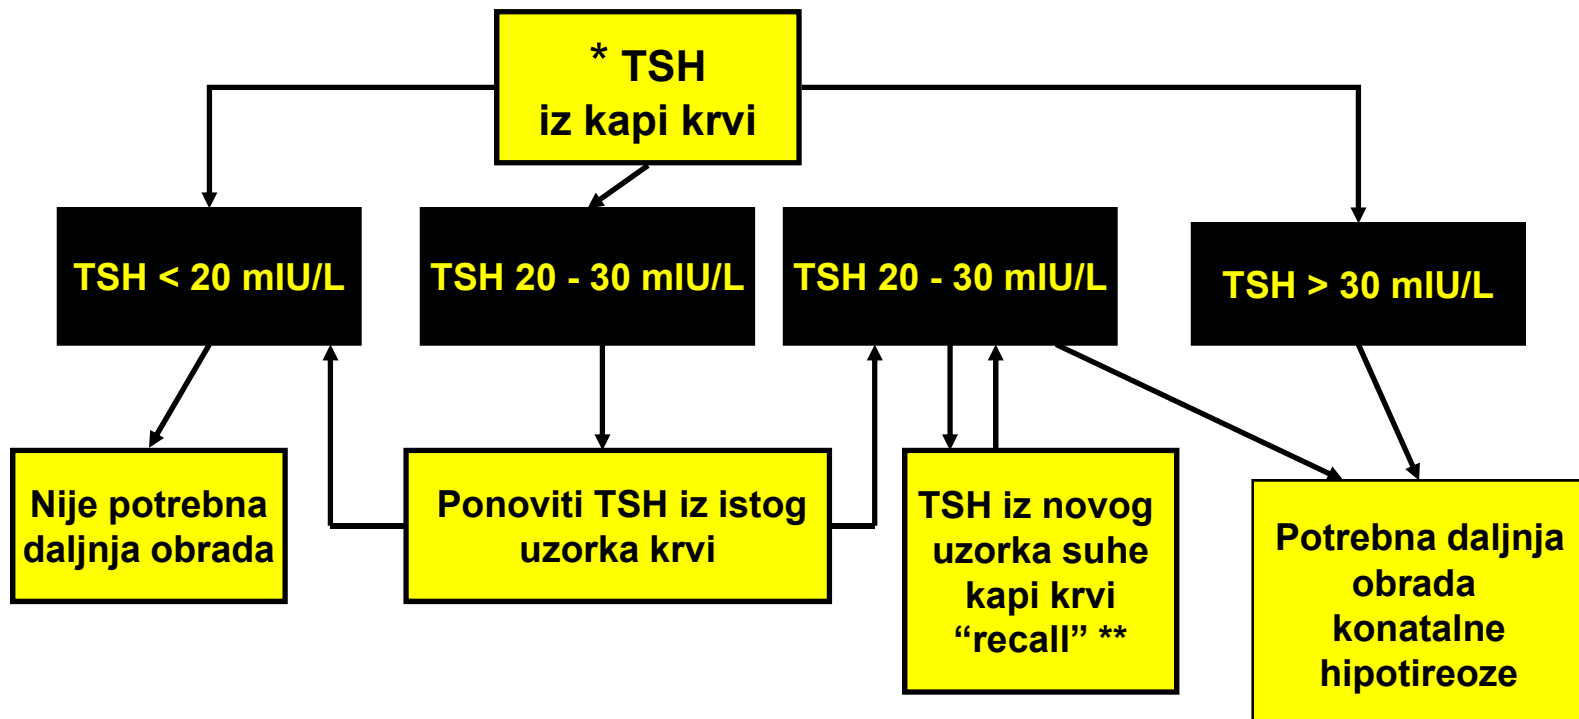 * TSH
iz kapi krvi
TSH < 20 mIU/L
TSH 20 - 30 mIU/L
TSH 20 - 30 mIU/L
TSH > 30 mIU/L
Nije potrebna
daljnja obrada
Ponoviti TSH iz istog
uzorka krvi
TSH iz novog
uzorka suhe
kapi krvi
“recall” **
Potrebna daljnja
obrada
konatalne
hipotireoze